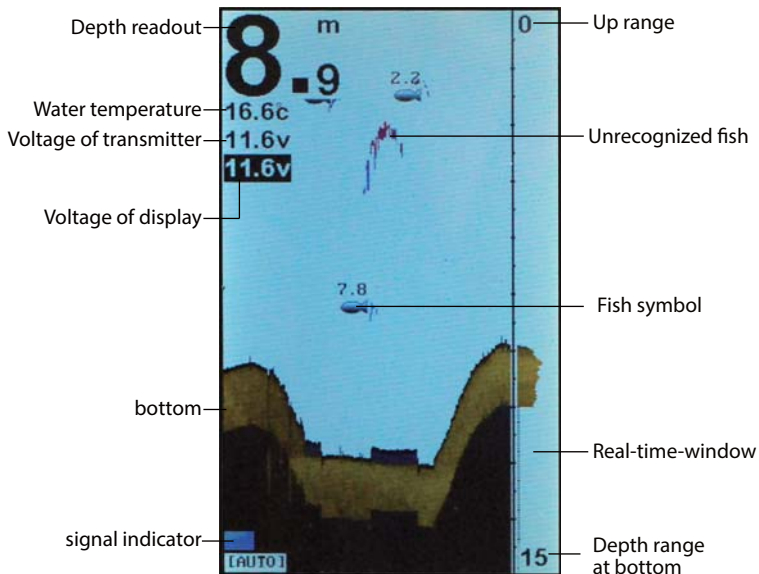 Depth readout
8.9
m
0
Up range
2.2
Water temperature
16.6c
Voltage of transmitter
11.6v
Unrecognized fish
11.6v
Voltage of display
7.8
Fish symbol
bottom
Real-time-window
signal indicator
[AUTO]
15
Depth range
at bottom